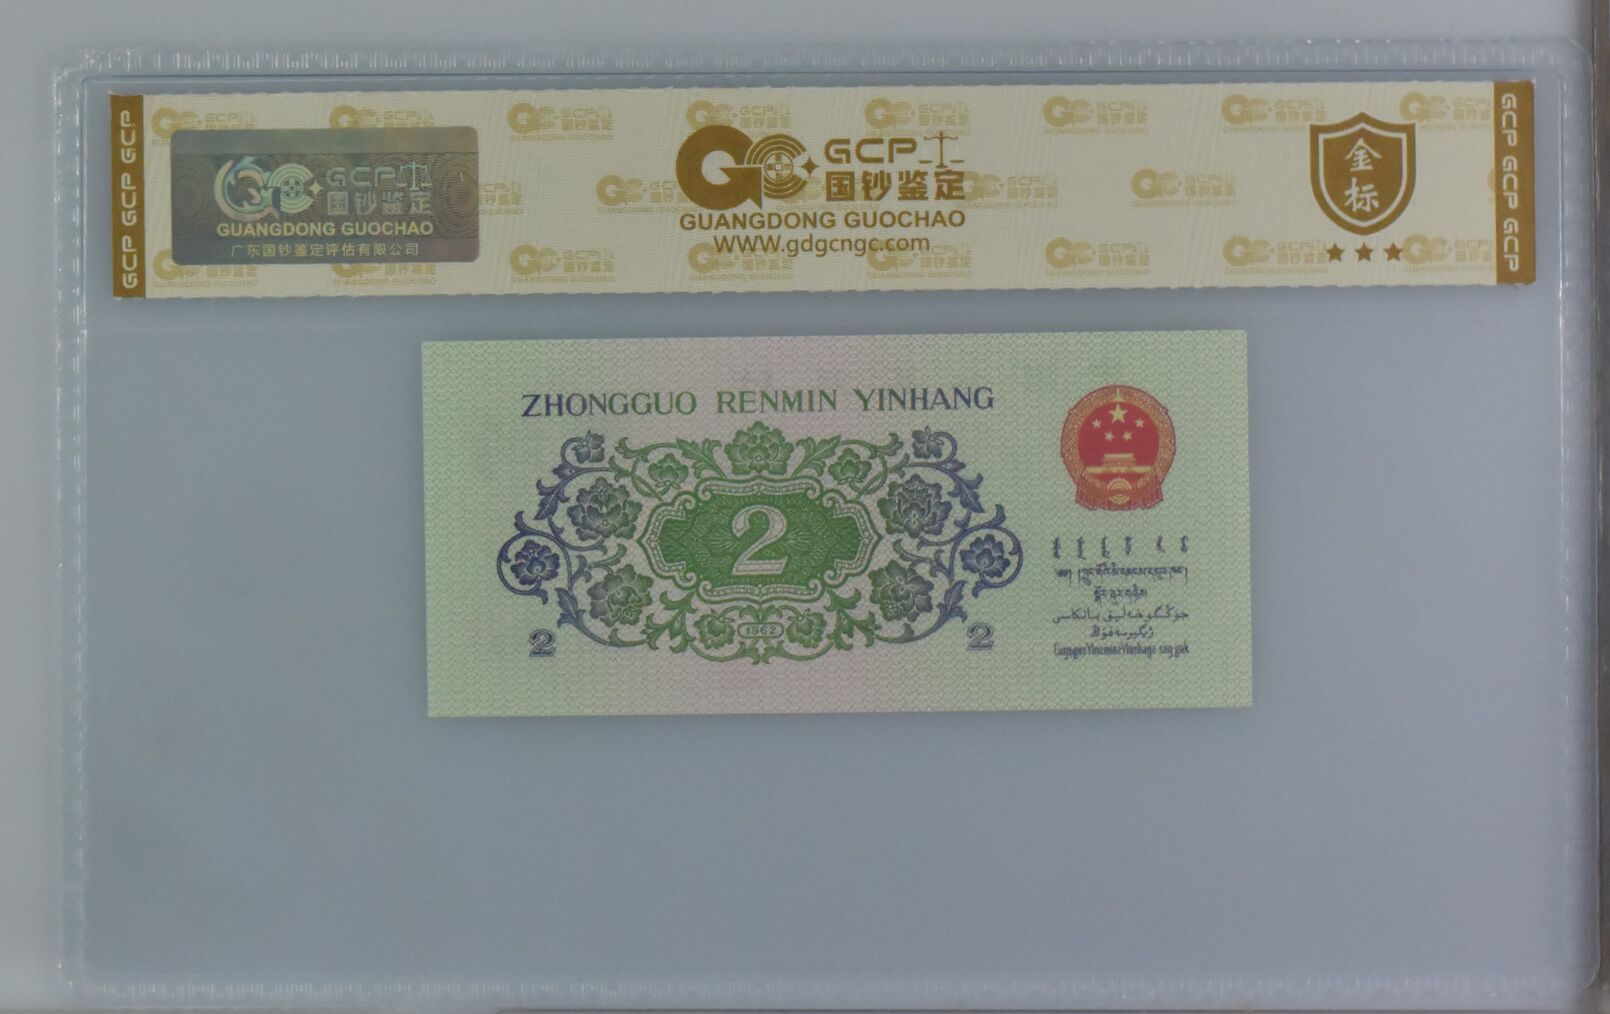 GCP GCP GCP
GCP
国钞鉴定
GUANGDONG GUOCHAO
广东国钞鉴定评估有限公司
GCP
国钞鉴定
GUANGDONG GUOCHAO
WWW.gdgcngc.com
金标
GCP GCP GCP
ZHONGGUO RENMIN YINHANG
2
1962
2
2